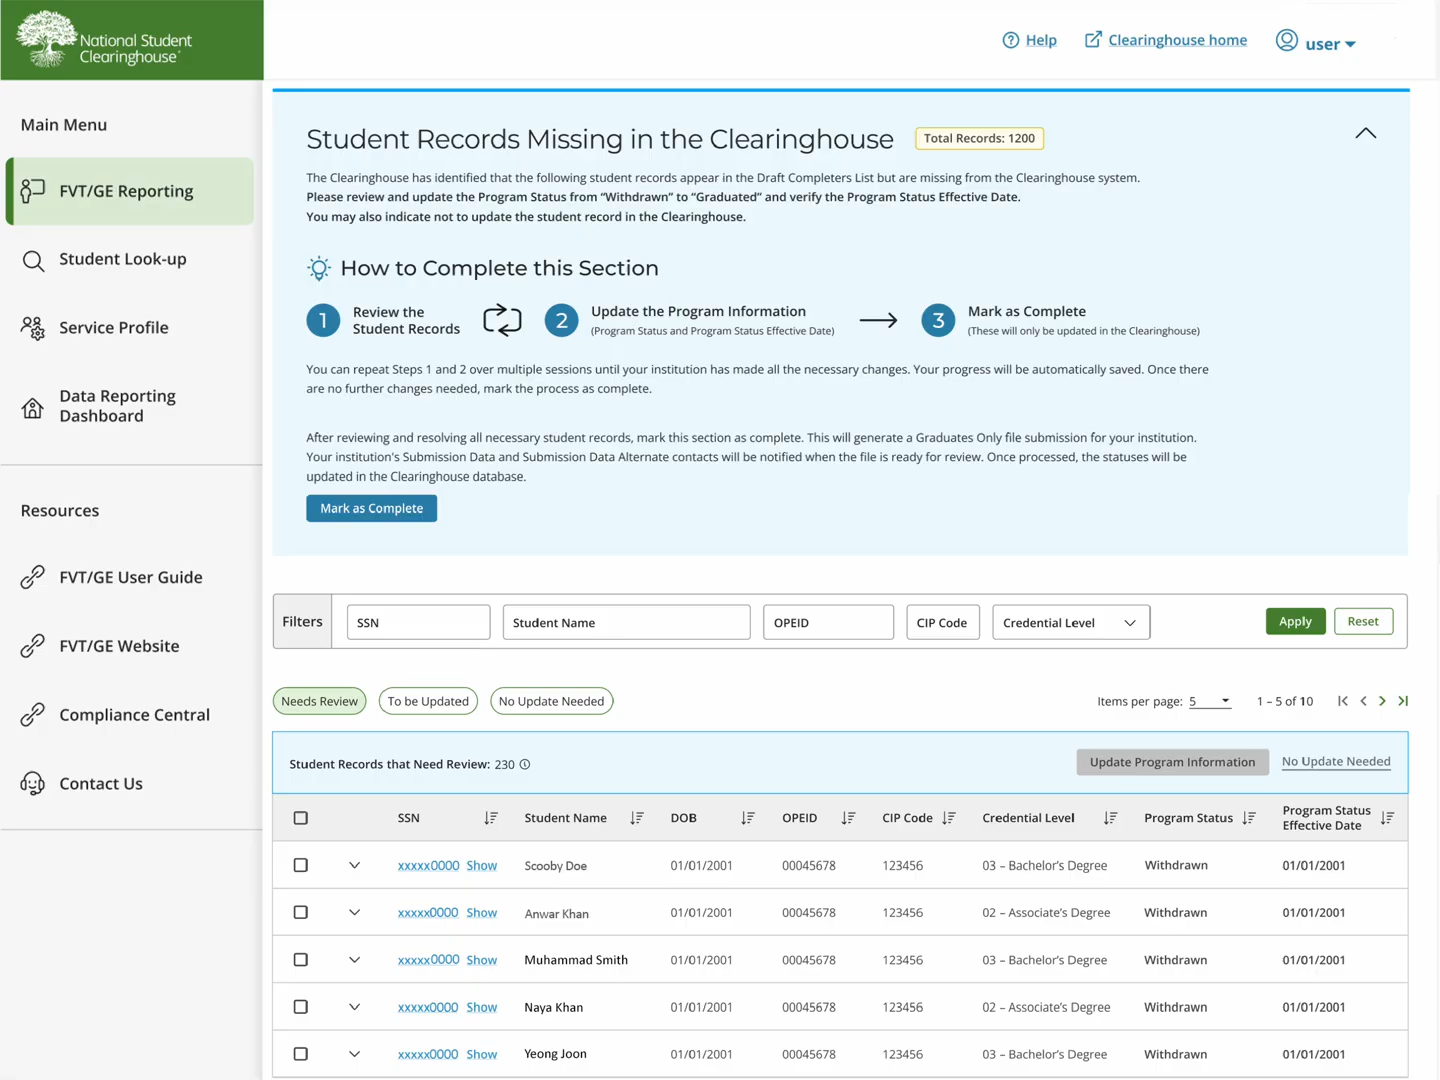 National Student
Clearinghouse
Help
Clearinghouse home
user
Main Menu
FVT/GE Reporting
Student Look-up
Service Profile
Data Reporting
Dashboard
Resources
FVT/GE User Guide
FVT/GE Website
Compliance Central
Contact Us
Student Records Missing in the Clearinghouse
Total Records: 1200
The Clearinghouse has identified that the following student records appear in the Draft Completers List but are missing from the Clearinghouse system.
Please review and update the Program Status from “Withdrawn” to “Graduated” and verify the Program Status Effective Date.
You may also indicate not to update the student record in the Clearinghouse.
How to Complete this Section
1 Review the
Student Records
2 Update the Program Information
(Program Status and Program Status Effective Date)
3 Mark as Complete
(These will only be updated in the Clearinghouse)
You can repeat Steps 1 and 2 over multiple sessions until your institution has made all the necessary changes. Your progress will be automatically saved. Once there
are no further changes needed, mark the process as complete.
After reviewing and resolving all necessary student records, mark this section as complete. This will generate a Graduates Only file submission for your institution.
Your institution's Submission Data and Submission Data Alternate contacts will be notified when the file is ready for review. Once processed, the statuses will be
updated in the Clearinghouse database.
Mark as Complete
Filters SSN Student Name OPEID CIP Code Credential Level Apply Reset
Needs Review To be Updated No Update Needed Items per page: 5 1 – 5 of 10
Student Records that Need Review: 230 Update Program Information No Update Needed
SSN Student Name DOB OPEID CIP Code Credential Level Program Status Program Status
Effective Date
xxxxx0000 Show Scooby Doe 01/01/2001 00045678 123456 03 – Bachelor’s Degree Withdrawn 01/01/2001
xxxxx0000 Show Anwar Khan 01/01/2001 00045678 123456 02 – Associate’s Degree Withdrawn 01/01/2001
xxxxx0000 Show Muhammad Smith 01/01/2001 00045678 123456 03 – Bachelor’s Degree Withdrawn 01/01/2001
xxxxx0000 Show Naya Khan 01/01/2001 00045678 123456 02 – Associate’s Degree Withdrawn 01/01/2001
xxxxx0000 Show Yeong Joon 01/01/2001 00045678 123456 03 – Bachelor’s Degree Withdrawn 01/01/2001